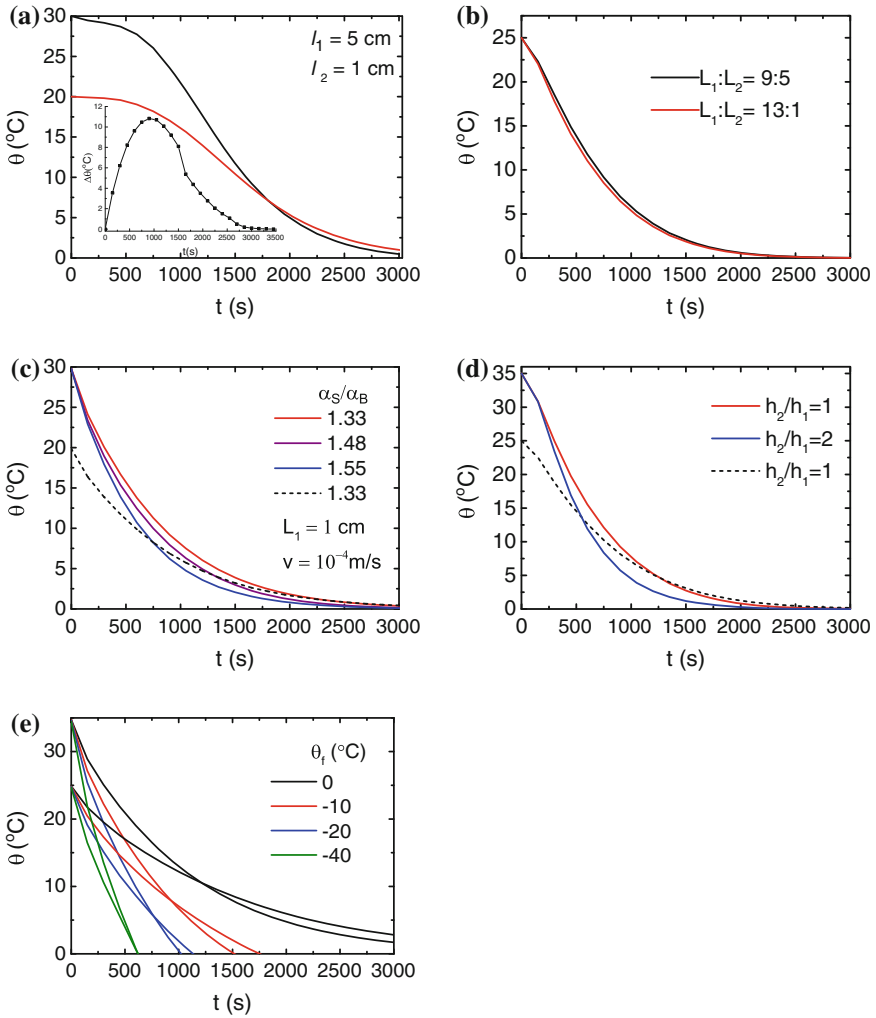 (a)
l₁ = 5 cm
l₂ = 1 cm
θ (°C)
30
25
20
15
10
5
0
0 500 1000 1500 2000 2500 3000
t (s)
Δθ(°C)
12
10
8
6
4
2
0
0 500 1000 1500 2000 2500 3000 3500
t(s)
(b)
L₁:L₂= 9:5
L₁:L₂= 13:1
θ (°C)
25
20
15
10
5
0
0 500 1000 1500 2000 2500 3000
t (s)
(c)
αS/αB
1.33
1.48
1.55
1.33
L₁ = 1 cm
v = 10⁻⁴m/s
θ (°C)
30
25
20
15
10
5
0
0 500 1000 1500 2000 2500 3000
t (s)
(d)
h₂/h₁=1
h₂/h₁=2
h₂/h₁=1
θ (°C)
35
30
25
20
15
10
5
0
0 500 1000 1500 2000 2500 3000
t (s)
(e)
θf (°C)
0
-10
-20
-40
θ (°C)
30
20
10
0
0 500 1000 1500 2000 2500 3000
t (s)